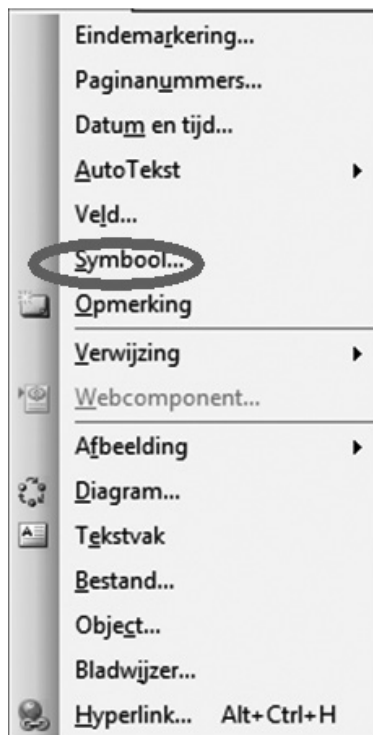 Eindemarkering...
Paginanummers...
Datum en tijd...
AutoTekst
Veld...
Symbool...
Opmerking
Verwijzing
Webcomponent...
Afbeelding
Diagram...
Tekstvak
Bestand...
Object...
Bladwijzer...
Hyperlink... Alt+Ctrl+H